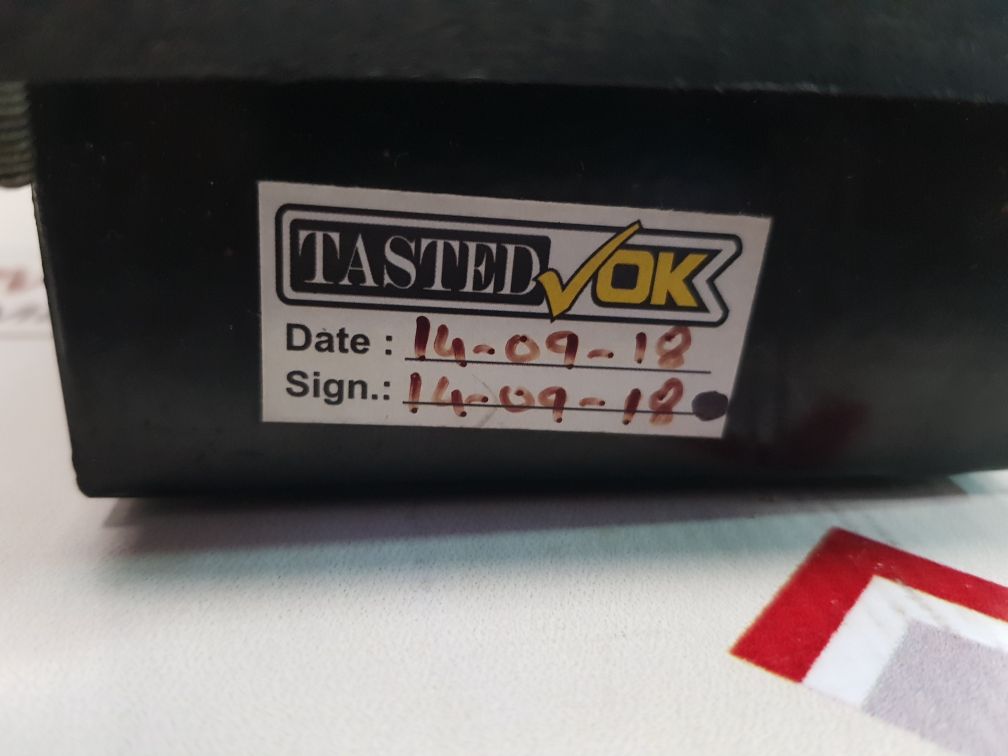 TASTED OK
Date : 14-09-18
Sign.: 14-09-18